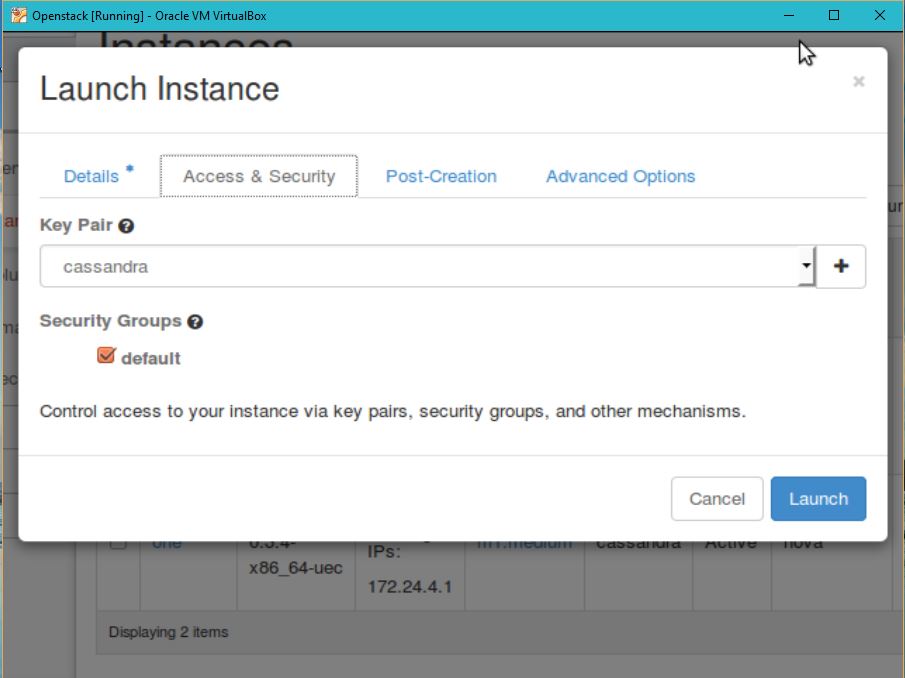 Openstack [Running] - Oracle VM VirtualBox
Instances
Launch Instance
×
Details * Access & Security Post-Creation Advanced Options
Key Pair
cassandra
+
Security Groups
default
Control access to your instance via key pairs, security groups, and other mechanisms.
Cancel Launch
one 0.3.4- m1.medium cassandra Active nova
IPs:
x86_64-uec
172.24.4.1
Displaying 2 items